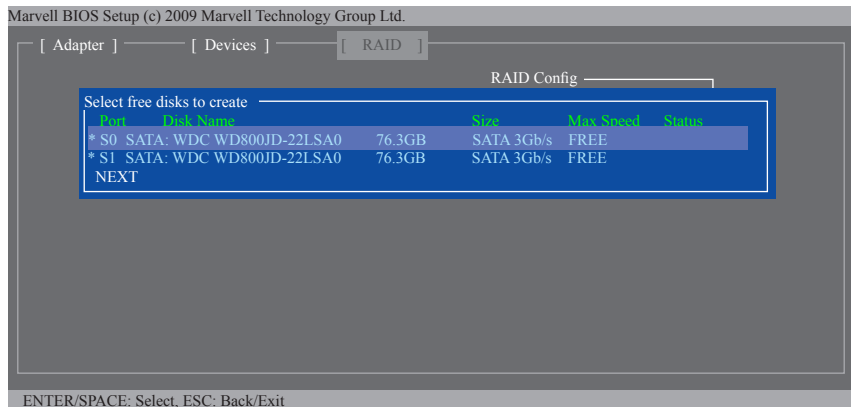 Marvell BIOS Setup (c) 2009 Marvell Technology Group Ltd.
[ Adapter ] [ Devices ] [ RAID ]
RAID Config
Select free disks to create
Port Disk Name Size Max Speed Status
* S0 SATA: WDC WD800JD-22LSA0 76.3GB SATA 3Gb/s FREE
* S1 SATA: WDC WD800JD-22LSA0 76.3GB SATA 3Gb/s FREE
NEXT
ENTER/SPACE: Select, ESC: Back/Exit